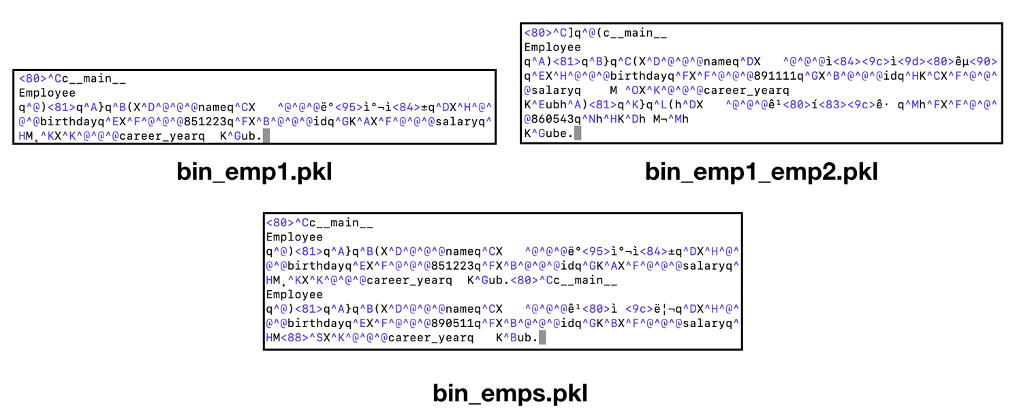 <80>^Cc__main__
Employee
q^@)<81>q^A}q^B(X^D^@^@^@nameq^CX   ^@^@^@ë°<95>ì°¬ì<84>±q^DX^H^@^
@^@birthdayq^EX^F^@^@^@851223q^FX^B^@^@^@idq^GK^AX^F^@^@^@salaryq^
HM¸^KX^K^@^@^@career_yearq  K^Gub.
bin_emp1.pkl
<80>^C]q^@(c__main__
Employee
q^A)<81>q^B}q^C(X^D^@^@^@nameq^DX   ^@^@^@ì<84><9c>ì<9d><80>êµ<90>
q^EX^H^@^@^@birthdayq^FX^F^@^@^@891111q^GX^B^@^@^@idq^HK^CX^F^@^@^
@salaryq    M ^OX^K^@^@^@career_yearq
K^Eubh^A)<81>q^K}q^L(h^DX   ^@^@^@ê¹<80>í<83><9c>ê· q^Mh^FX^F^@^@^
@860543q^Nh^HK^Dh M¬^Mh
K^Gube.
bin_emp1_emp2.pkl
<80>^Cc__main__
Employee
q^@)<81>q^A}q^B(X^D^@^@^@nameq^CX   ^@^@^@ë°<95>ì°¬ì<84>±q^DX^H^@^
@^@birthdayq^EX^F^@^@^@851223q^FX^B^@^@^@idq^GK^AX^F^@^@^@salaryq^
HM¸^KX^K^@^@^@career_yearq  K^Gub.<80>^Cc__main__
Employee
q^@)<81>q^A}q^B(X^D^@^@^@nameq^CX   ^@^@^@ê¹<80>ì <9c>ë¦¬q^DX^H^@^
@^@birthdayq^EX^F^@^@^@890511q^FX^B^@^@^@idq^GK^BX^F^@^@^@salaryq^
HM<88>^SX^K^@^@^@career_yearq   K^Bub.
bin_emps.pkl